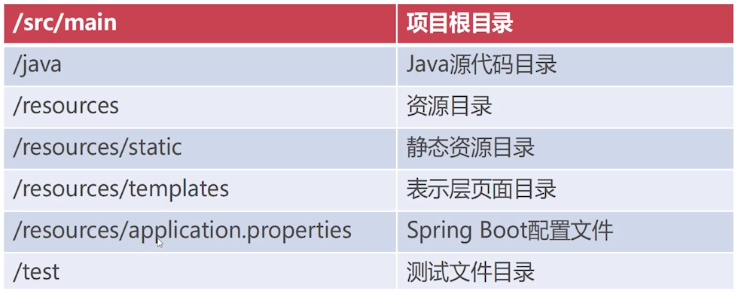 /src/main 项目根目录
/java Java源代码目录
/resources 资源目录
/resources/static 静态资源目录
/resources/templates 表示层页面目录
/resources/application.properties Spring Boot配置文件
/test 测试文件目录